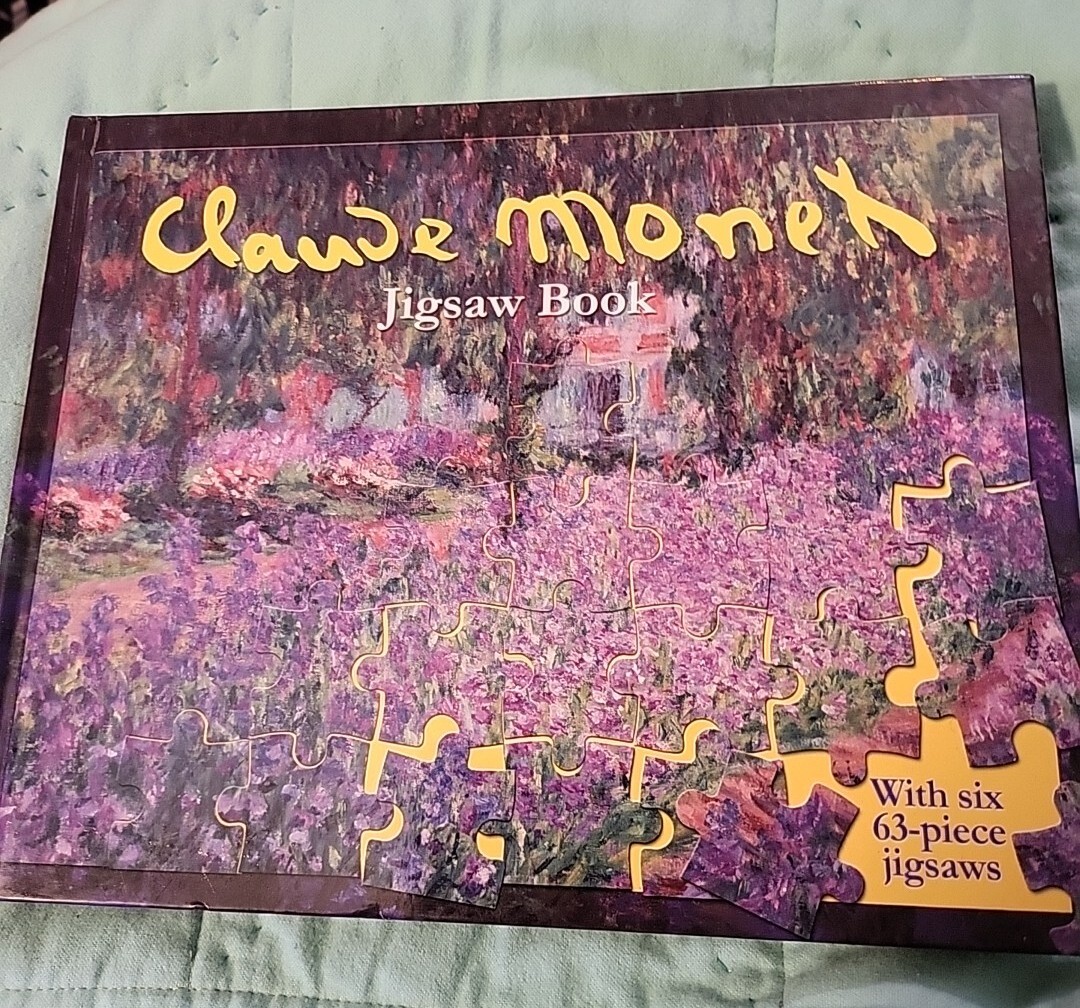 Claude Monet
Jigsaw Book
With six
63-piece
jigsaws